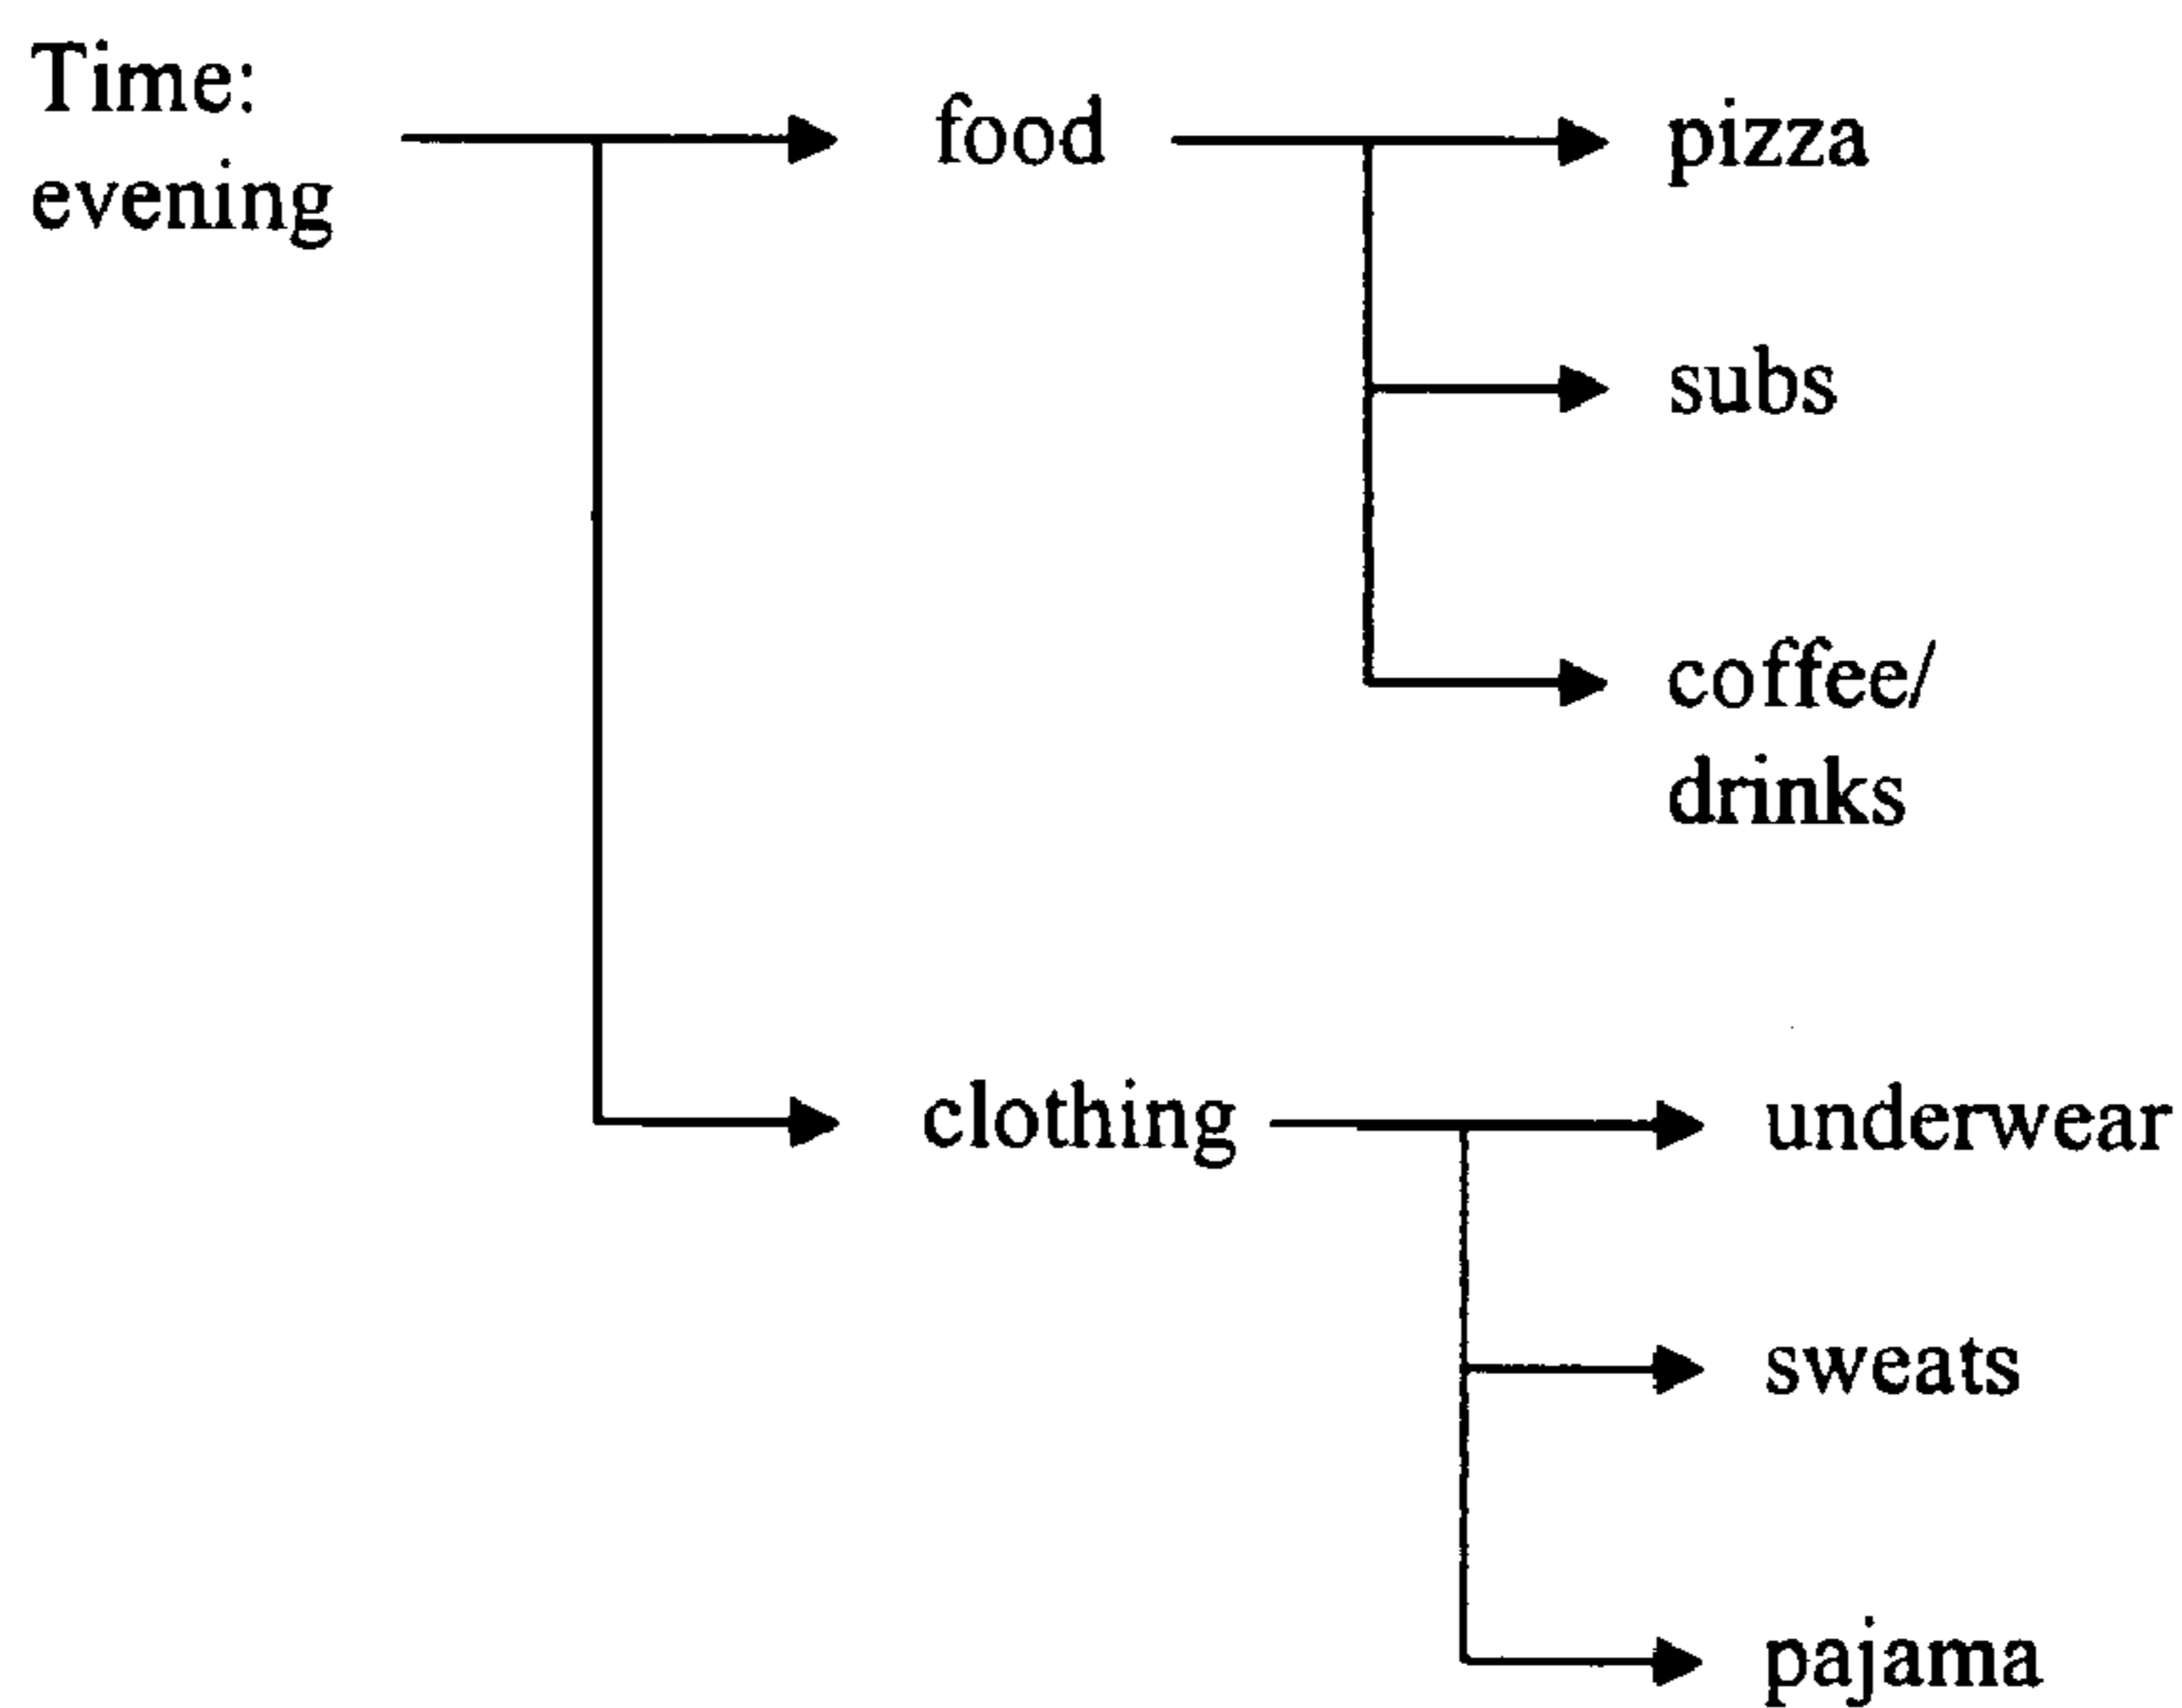 Time:
evening
food
pizza
subs
coffee/
drinks
clothing
underwear
sweats
pajama